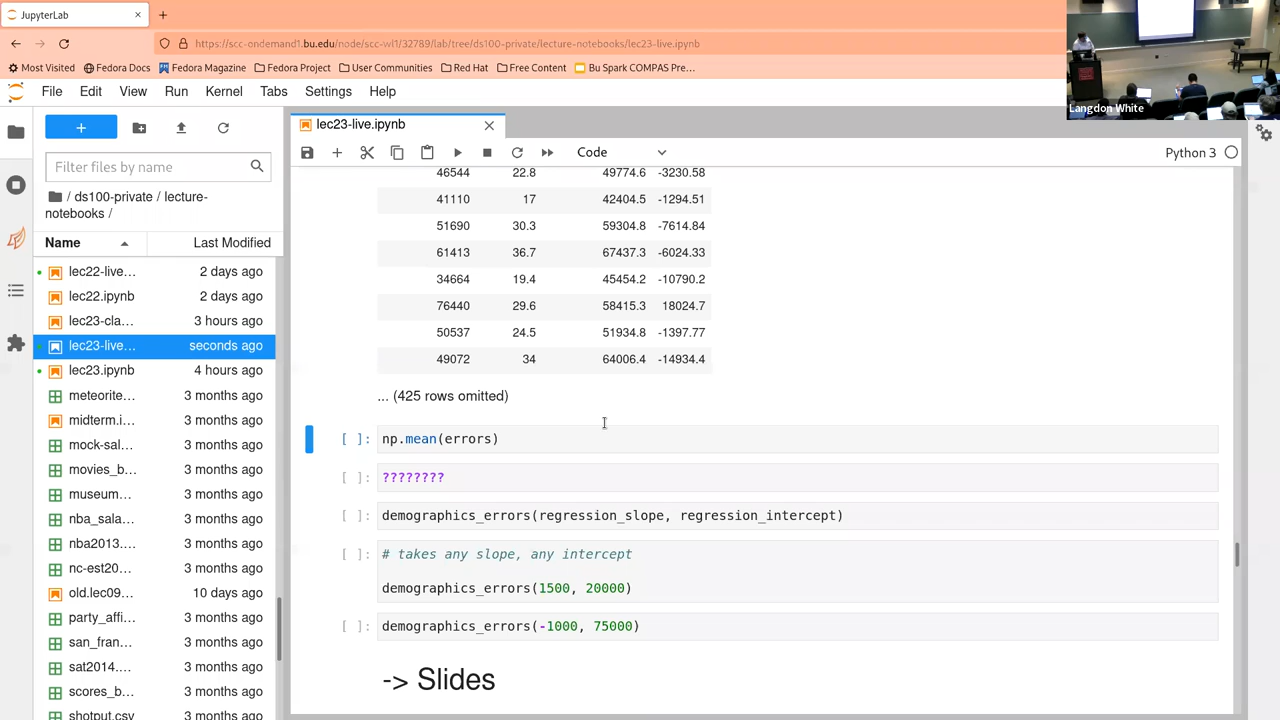 JupyterLab
https://scc-ondemand1.bu.edu/node/scc-wl1/32789/lab/tree/ds100-private/lecture-notebooks/lec23-live.ipynb
Most Visited Fedora Docs Fedora Magazine Fedora Project User Communities Red Hat Free Content Bu Spark COMPAS Pre…
Langdon White
File Edit View Run Kernel Tabs Settings Help
Filter files by name
/ ds100-private / lecture-
notebooks /
Name Last Modified
lec22-live… 2 days ago
lec22.ipynb 2 days ago
lec23-cla… 3 hours ago
lec23-live… seconds ago
lec23.ipynb 4 hours ago
meteorite… 3 months ago
midterm.i… 3 months ago
mock-sal… 3 months ago
movies_b… 3 months ago
museum… 3 months ago
nba_sala… 3 months ago
nba2013.… 3 months ago
nc-est20… 3 months ago
old.lec09… 10 days ago
party_affi… 3 months ago
san_fran… 3 months ago
sat2014.… 3 months ago
scores_b… 3 months ago
shotput.csv 3 months ago
lec23-live.ipynb
Code Python 3
46544 22.8 49774.6 -3230.58
41110 17 42404.5 -1294.51
51690 30.3 59304.8 -7614.84
61413 36.7 67437.3 -6024.33
34664 19.4 45454.2 -10790.2
76440 29.6 58415.3 18024.7
50537 24.5 51934.8 -1397.77
49072 34 64006.4 -14934.4
... (425 rows omitted)
[ ]: np.mean(errors)
[ ]: ????????
[ ]: demographics_errors(regression_slope, regression_intercept)
[ ]: # takes any slope, any intercept
demographics_errors(1500, 20000)
[ ]: demographics_errors(-1000, 75000)
-> Slides